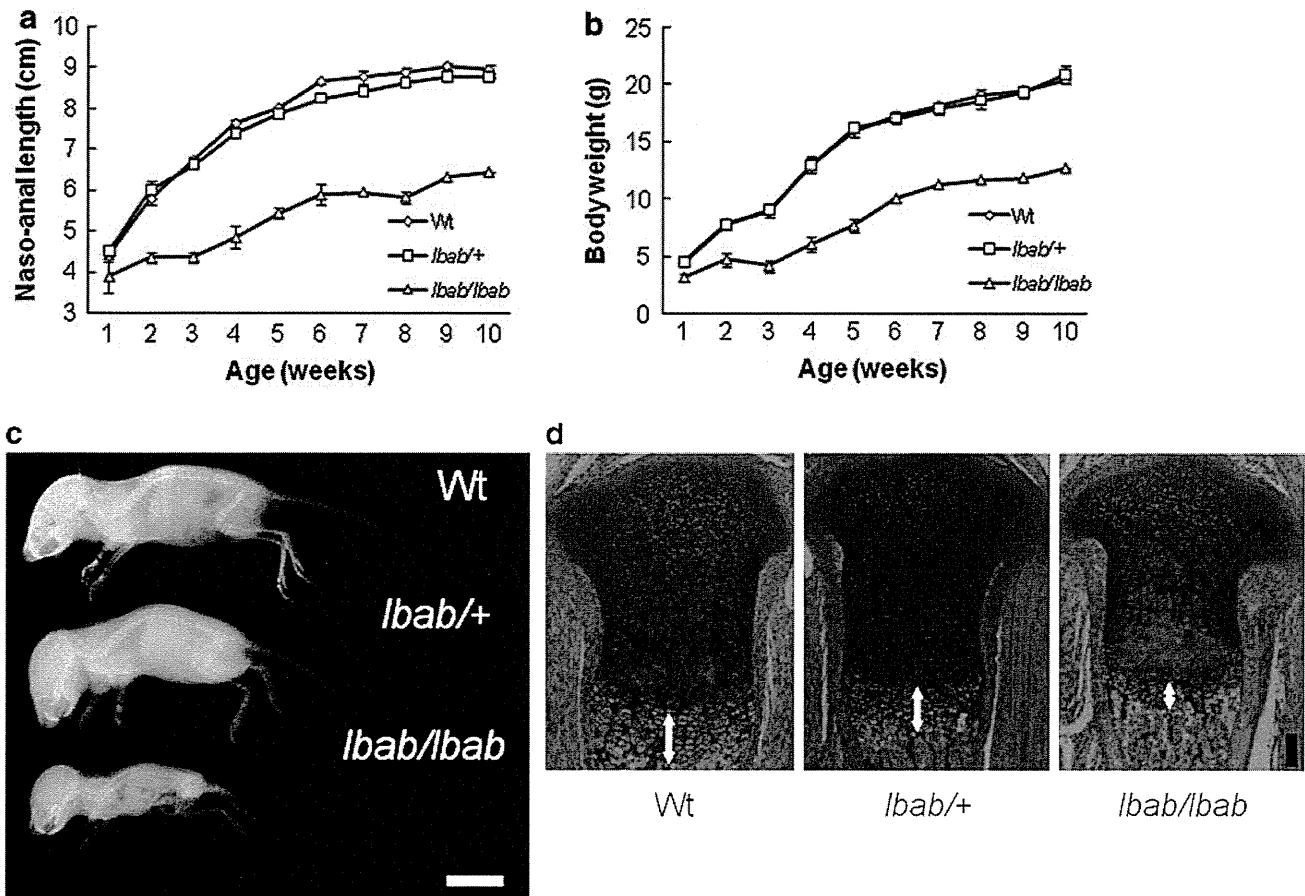 a
Naso-anal length (cm)
10
9
8
7
6
5
4
3
Wt
lbab/+
lbab/lbab
1 2 3 4 5 6 7 8 9 10
Age (weeks)
b
Bodyweight (g)
25
20
15
10
5
0
Wt
lbab/+
lbab/lbab
1 2 3 4 5 6 7 8 9 10
Age (weeks)
c
Wt
lbab/+
lbab/lbab
d
Wt
lbab/+
lbab/lbab